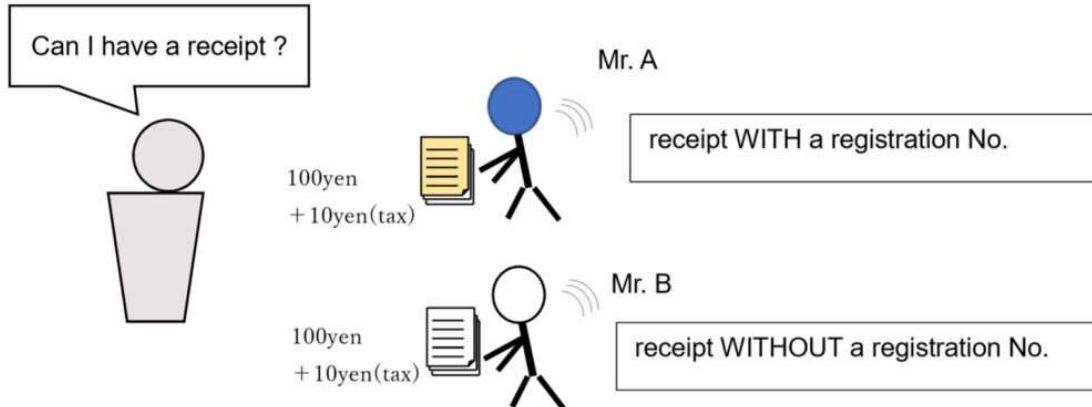 Can I have a receipt ?
Mr. A
receipt WITH a registration No.
100yen
＋10yen(tax)
Mr. B
receipt WITHOUT a registration No.
100yen
＋10yen(tax)